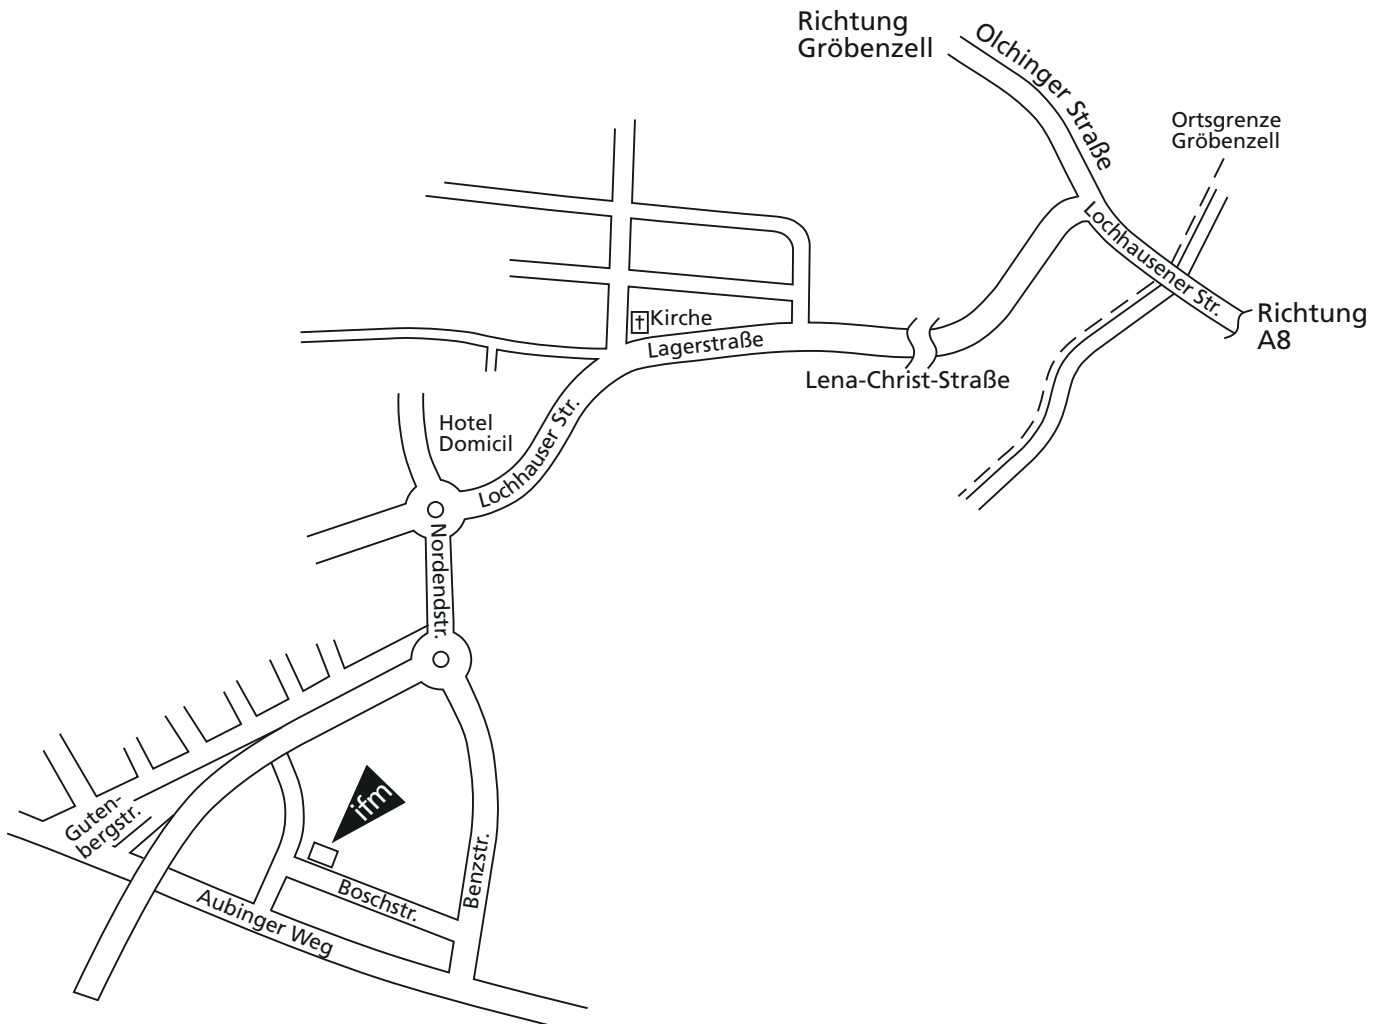 Richtung
Gröbenzell
Olchinger Straße
Ortsgrenze
Gröbenzell
Lochhausener Str.
Richtung
A8
Kirche
Lagerstraße
Lena-Christ-Straße
Hotel
Domicil
Lochhauser Str.
Nordendstr.
ifm
Guten-
bergstr.
Boschstr.
Benzstr.
Aubinger Weg